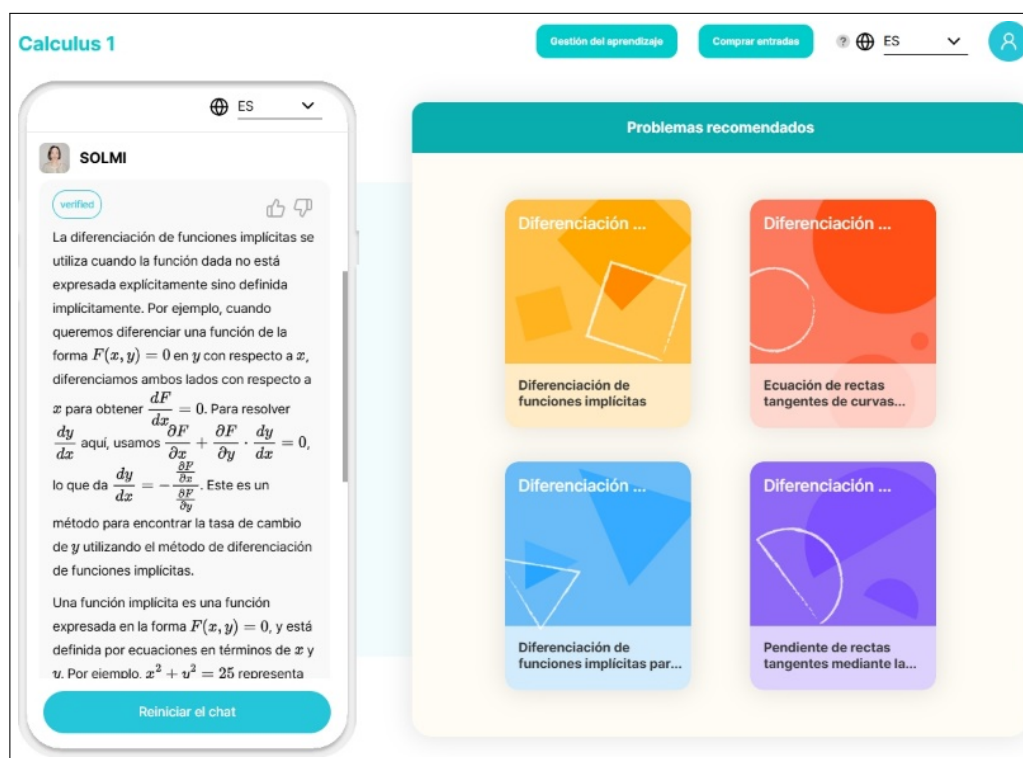 Calculus 1
Gestión del aprendizaje
Comprar entradas
?
ES
ES
SOLMI
verified
La diferenciación de funciones implícitas se
utiliza cuando la función dada no está
expresada explícitamente sino definida
implícitamente. Por ejemplo, cuando
queremos diferenciar una función de la
forma F(x, y) = 0 en y con respecto a x,
diferenciamos ambos lados con respecto a
x para obtener dF/dx = 0. Para resolver
dy/dx aquí, usamos ∂F/∂x + ∂F/∂y · dy/dx = 0,
lo que da dy/dx = −(∂F/∂x)/(∂F/∂y). Este es un
método para encontrar la tasa de cambio
de y utilizando el método de diferenciación
de funciones implícitas.
Una función implícita es una función
expresada en la forma F(x, y) = 0, y está
definida por ecuaciones en términos de x y
y. Por ejemplo, x² + y² = 25 representa
Reiniciar el chat
Problemas recomendados
Diferenciación ...
Diferenciación de
funciones implícitas
Diferenciación ...
Ecuación de rectas
tangentes de curvas...
Diferenciación ...
Diferenciación de
funciones implícitas par...
Diferenciación ...
Pendiente de rectas
tangentes mediante la...